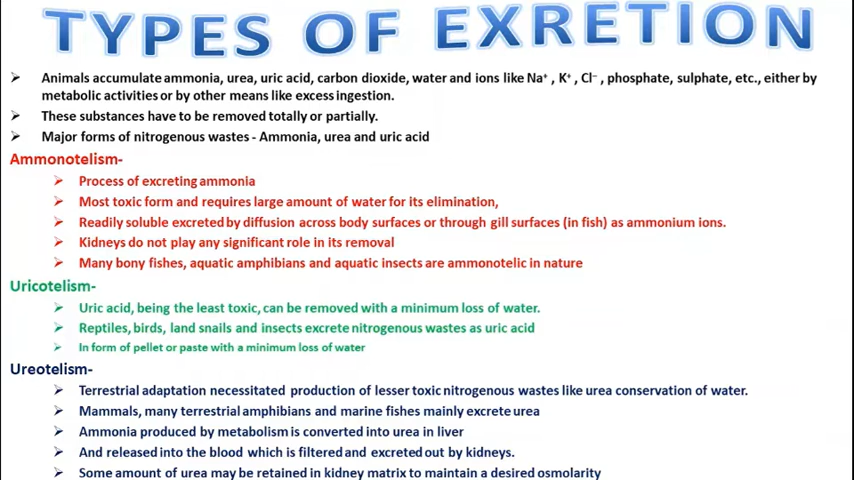 TYPES OF EXRETION
➢ Animals accumulate ammonia, urea, uric acid, carbon dioxide, water and ions like Na⁺ , K⁺ , Cl⁻ , phosphate, sulphate, etc., either by
metabolic activities or by other means like excess ingestion.
➢ These substances have to be removed totally or partially.
➢ Major forms of nitrogenous wastes - Ammonia, urea and uric acid
Ammonotelism-
➢ Process of excreting ammonia
➢ Most toxic form and requires large amount of water for its elimination,
➢ Readily soluble excreted by diffusion across body surfaces or through gill surfaces (in fish) as ammonium ions.
➢ Kidneys do not play any significant role in its removal
➢ Many bony fishes, aquatic amphibians and aquatic insects are ammonotelic in nature
Uricotelism-
➢ Uric acid, being the least toxic, can be removed with a minimum loss of water.
➢ Reptiles, birds, land snails and insects excrete nitrogenous wastes as uric acid
➢ In form of pellet or paste with a minimum loss of water
Ureotelism-
➢ Terrestrial adaptation necessitated production of lesser toxic nitrogenous wastes like urea conservation of water.
➢ Mammals, many terrestrial amphibians and marine fishes mainly excrete urea
➢ Ammonia produced by metabolism is converted into urea in liver
➢ And released into the blood which is filtered and excreted out by kidneys.
➢ Some amount of urea may be retained in kidney matrix to maintain a desired osmolarity